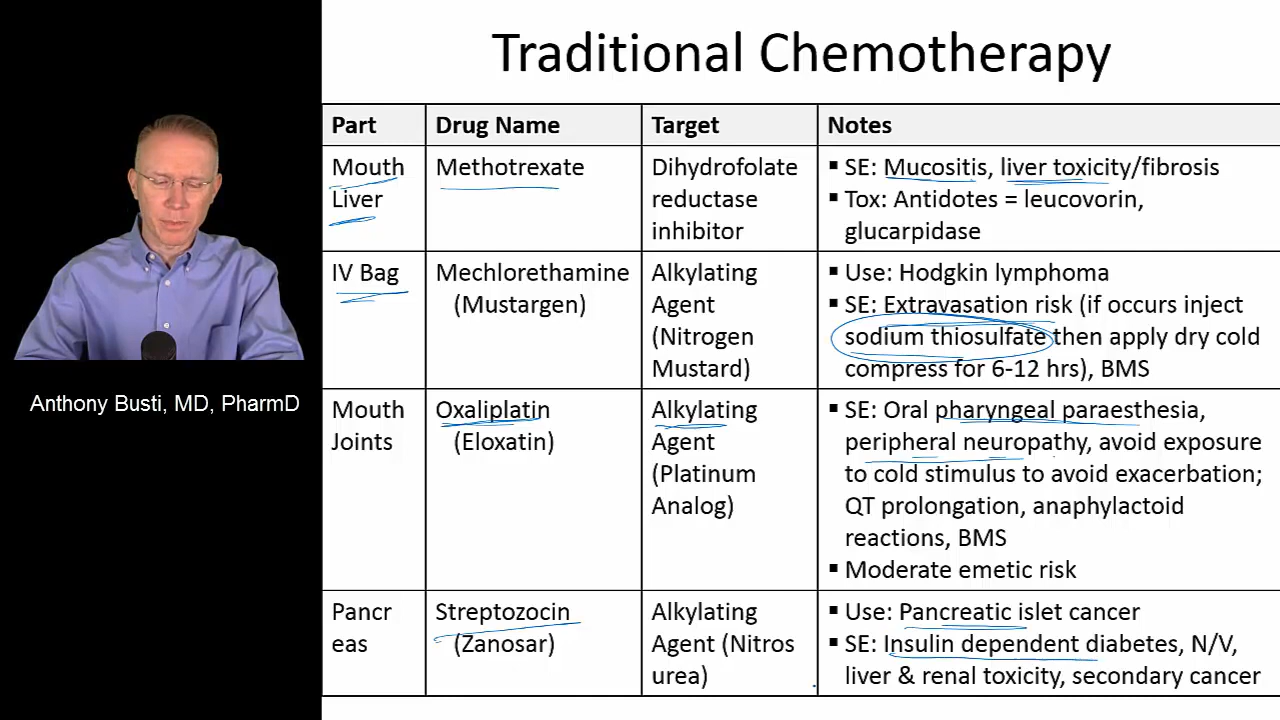 Traditional Chemotherapy
Part Drug Name Target Notes
Mouth
Liver
Methotrexate
Dihydrofolate
reductase
inhibitor
▪ SE: Mucositis, liver toxicity/fibrosis
▪ Tox: Antidotes = leucovorin,
glucarpidase
IV Bag
Mechlorethamine
(Mustargen)
Alkylating
Agent
(Nitrogen
Mustard)
▪ Use: Hodgkin lymphoma
▪ SE: Extravasation risk (if occurs inject
sodium thiosulfate then apply dry cold
compress for 6-12 hrs), BMS
Mouth
Joints
Oxaliplatin
(Eloxatin)
Alkylating
Agent
(Platinum
Analog)
▪ SE: Oral pharyngeal paraesthesia,
peripheral neuropathy, avoid exposure
to cold stimulus to avoid exacerbation;
QT prolongation, anaphylactoid
reactions, BMS
▪ Moderate emetic risk
Pancr
eas
Streptozocin
(Zanosar)
Alkylating
Agent (Nitros
urea)
▪ Use: Pancreatic islet cancer
▪ SE: Insulin dependent diabetes, N/V,
liver & renal toxicity, secondary cancer
Anthony Busti, MD, PharmD